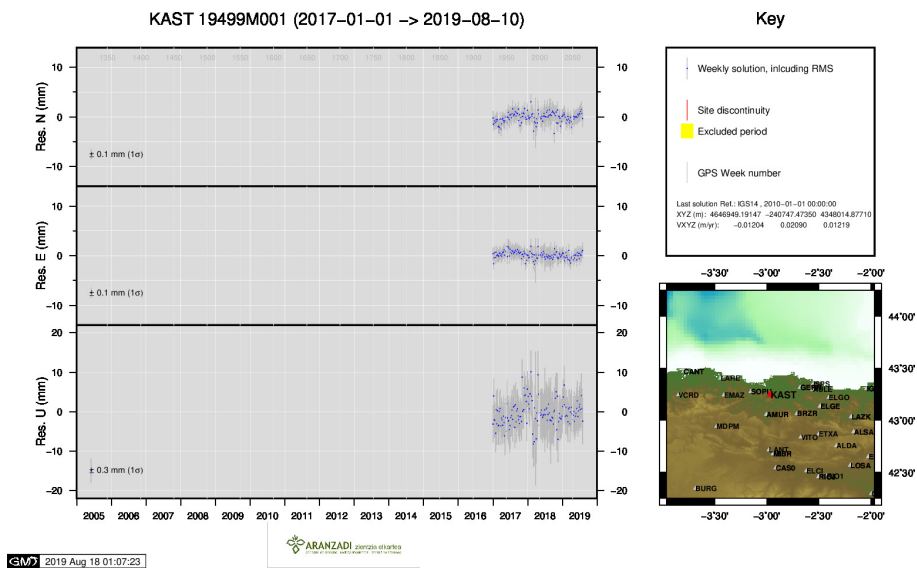 KAST 19499M001 (2017-01-01 -> 2019-08-10)
1350 1400 1450 1500 1550 1600 1650 1700 1750 1800 1850 1900 1950 2000 2050
Res. N (mm)
10 10
0 0
-10 -10
± 0.1 mm (1σ)
Res. E (mm)
10 10
0 0
-10 -10
± 0.1 mm (1σ)
Res. U (mm)
20 20
10 10
0 0
-10 -10
-20 -20
± 0.3 mm (1σ)
2005 2006 2007 2008 2009 2010 2011 2012 2013 2014 2015 2016 2017 2018 2019
Key
Weekly solution, inlcuding RMS
Site discontinuity
Excluded period
GPS Week number
Last solution Ref.: IGS14 , 2010-01-01 00:00:00
XYZ (m): 4646949.19147 -240747.47350 4348014.87710
VXYZ (m/yr): -0.01204 0.02090 0.01219
-3˚30' -3˚00' -2˚30' -2˚00'
44˚00'
43˚30'
43˚00'
42˚30'
CANT
LARE
VCRD
EMAZ
SOPU
KAST
ELGO
ELGE
AMUR
BRZR
LAZK
MDPM
VITO
ETXA
ALSA
ALDA
LANT
CAS0
ELCI
LOSA
BURG
-3˚30' -3˚00' -2˚30' -2˚00'
ARANZADI zientzia elkartea
GMT 2019 Aug 18 01:07:23